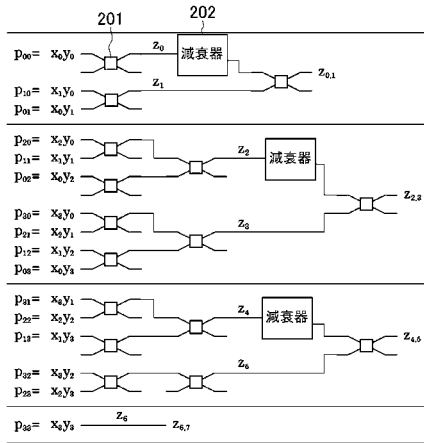 201
202
p00= x0y0
z0
減衰器
z0,1
p10= x1y0
z1
p01= x0y1
p20= x2y0
p11= x1y1
z2
減衰器
p02= x0y2
z2,3
p30= x3y0
p21= x2y1
z3
p12= x1y2
p03= x0y3
p31= x3y1
p22= x2y2
z4
減衰器
p13= x1y3
z4,5
p32= x3y2
z5
p23= x2y3
p33= x3y3
z6
z6,7